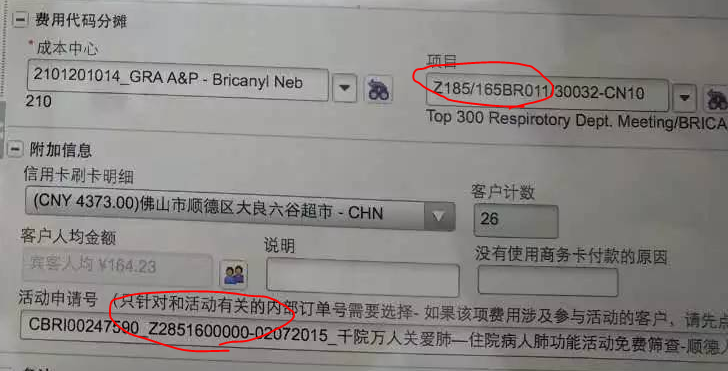 费用代码分摊
*成本中心
项目
2101201014_GRA A&P - Bricanyl Neb
Z185/165BR011/30032-CN10
210
Top 300 Respirotory Dept. Meeting/BRICA
附加信息
信用卡刷卡明细
客户计数
(CNY 4373.00)佛山市顺德区大良六谷超市 - CHN
26
客户人均金额
说明
没有使用商务卡付款的原因
宾客人均 ¥164.23
活动申请号 (只针对和活动有关的内部订单号需要选择- 如果该项费用涉及参与活动的客户，请先点
CBRI00247590_Z2851600000-02072015_千院万人关爱肺—住院病人肺功能活动免费筛查-顺德人